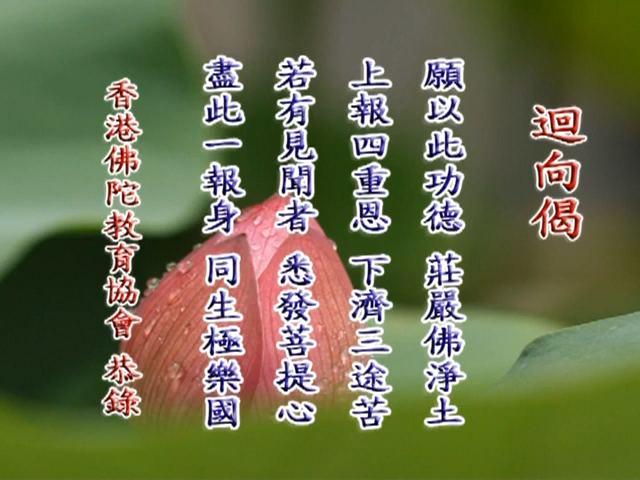 迴向偈
願以此功德 莊嚴佛淨土
上報四重恩 下濟三途苦
若有見聞者 悉發菩提心
盡此一報身 同生極樂國
香港佛陀教育協會 恭錄